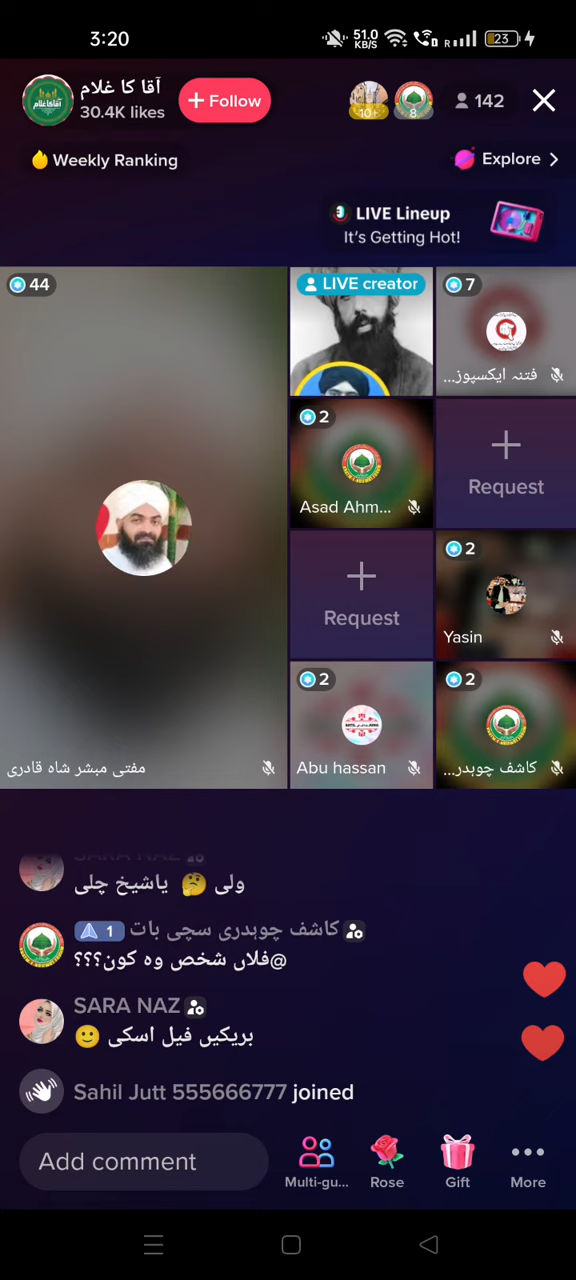 3:20
51.0 KB/S
R
23
آقا کا غلام
30.4K likes
+ Follow
10+
8
142
Weekly Ranking
Explore >
LIVE Lineup
It's Getting Hot!
44
LIVE creator
7
فتنہ ایکسپوز...
2
Asad Ahm...
Request
Request
2
Yasin
مفتی مبشر شاہ قادری
2
Abu hassan
2
کاشف چوہدر...
SARA NAZ
ولی 🤔 یاشیخ چلی
1 کاشف چوہدری سچی بات
@فلاں شخص وہ کون؟؟؟؟
SARA NAZ
بریکیں فیل اسکی 🙂
Sahil Jutt 555666777 joined
Add comment
Multi-gu...
Rose
Gift
More